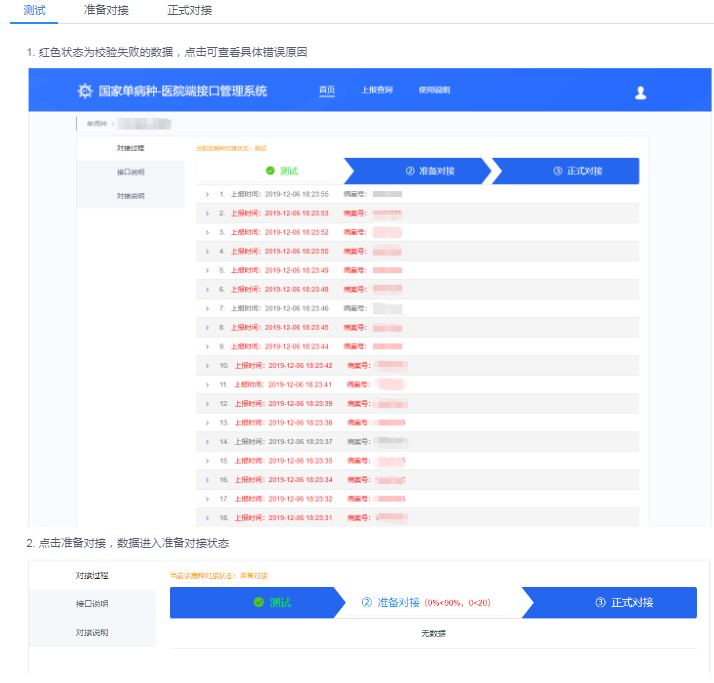 测试 准备对接 正式对接
1. 红色状态为校验失败的数据，点击可查看具体错误原因
国家单病种-医院端接口管理系统 首页 上报查询 使用说明
单病种 /
对接过程
接口说明
对接说明
当前该病种对接状态：测试
测试 ② 准备对接 ③ 正式对接
1. 上报时间：2019-12-06 18:23:55 病案号：
2. 上报时间：2019-12-06 18:23:53 病案号：
3. 上报时间：2019-12-06 18:23:52 病案号：
4. 上报时间：2019-12-06 18:23:50 病案号：
5. 上报时间：2019-12-06 18:23:49 病案号：
6. 上报时间：2019-12-06 18:23:48 病案号：
7. 上报时间：2019-12-06 18:23:46 病案号：
8. 上报时间：2019-12-06 18:23:45 病案号：
9. 上报时间：2019-12-06 18:23:44 病案号：
10. 上报时间：2019-12-06 18:23:42 病案号：
11. 上报时间：2019-12-06 18:23:41 病案号：
12. 上报时间：2019-12-06 18:23:39 病案号：
13. 上报时间：2019-12-06 18:23:38 病案号
14. 上报时间：2019-12-06 18:23:37 病案号：
15. 上报时间：2019-12-06 18:23:35 病案号：
16. 上报时间：2019-12-06 18:23:34 病案号：
17. 上报时间：2019-12-06 18:23:32 病案号：
18. 上报时间：2019-12-06 18:23:31 病案号：
2. 点击准备对接，数据进入准备对接状态
对接过程
接口说明
对接说明
当前该病种对接状态：准备对接
测试 ② 准备对接 (0%<90%，0<20) ③ 正式对接
无数据